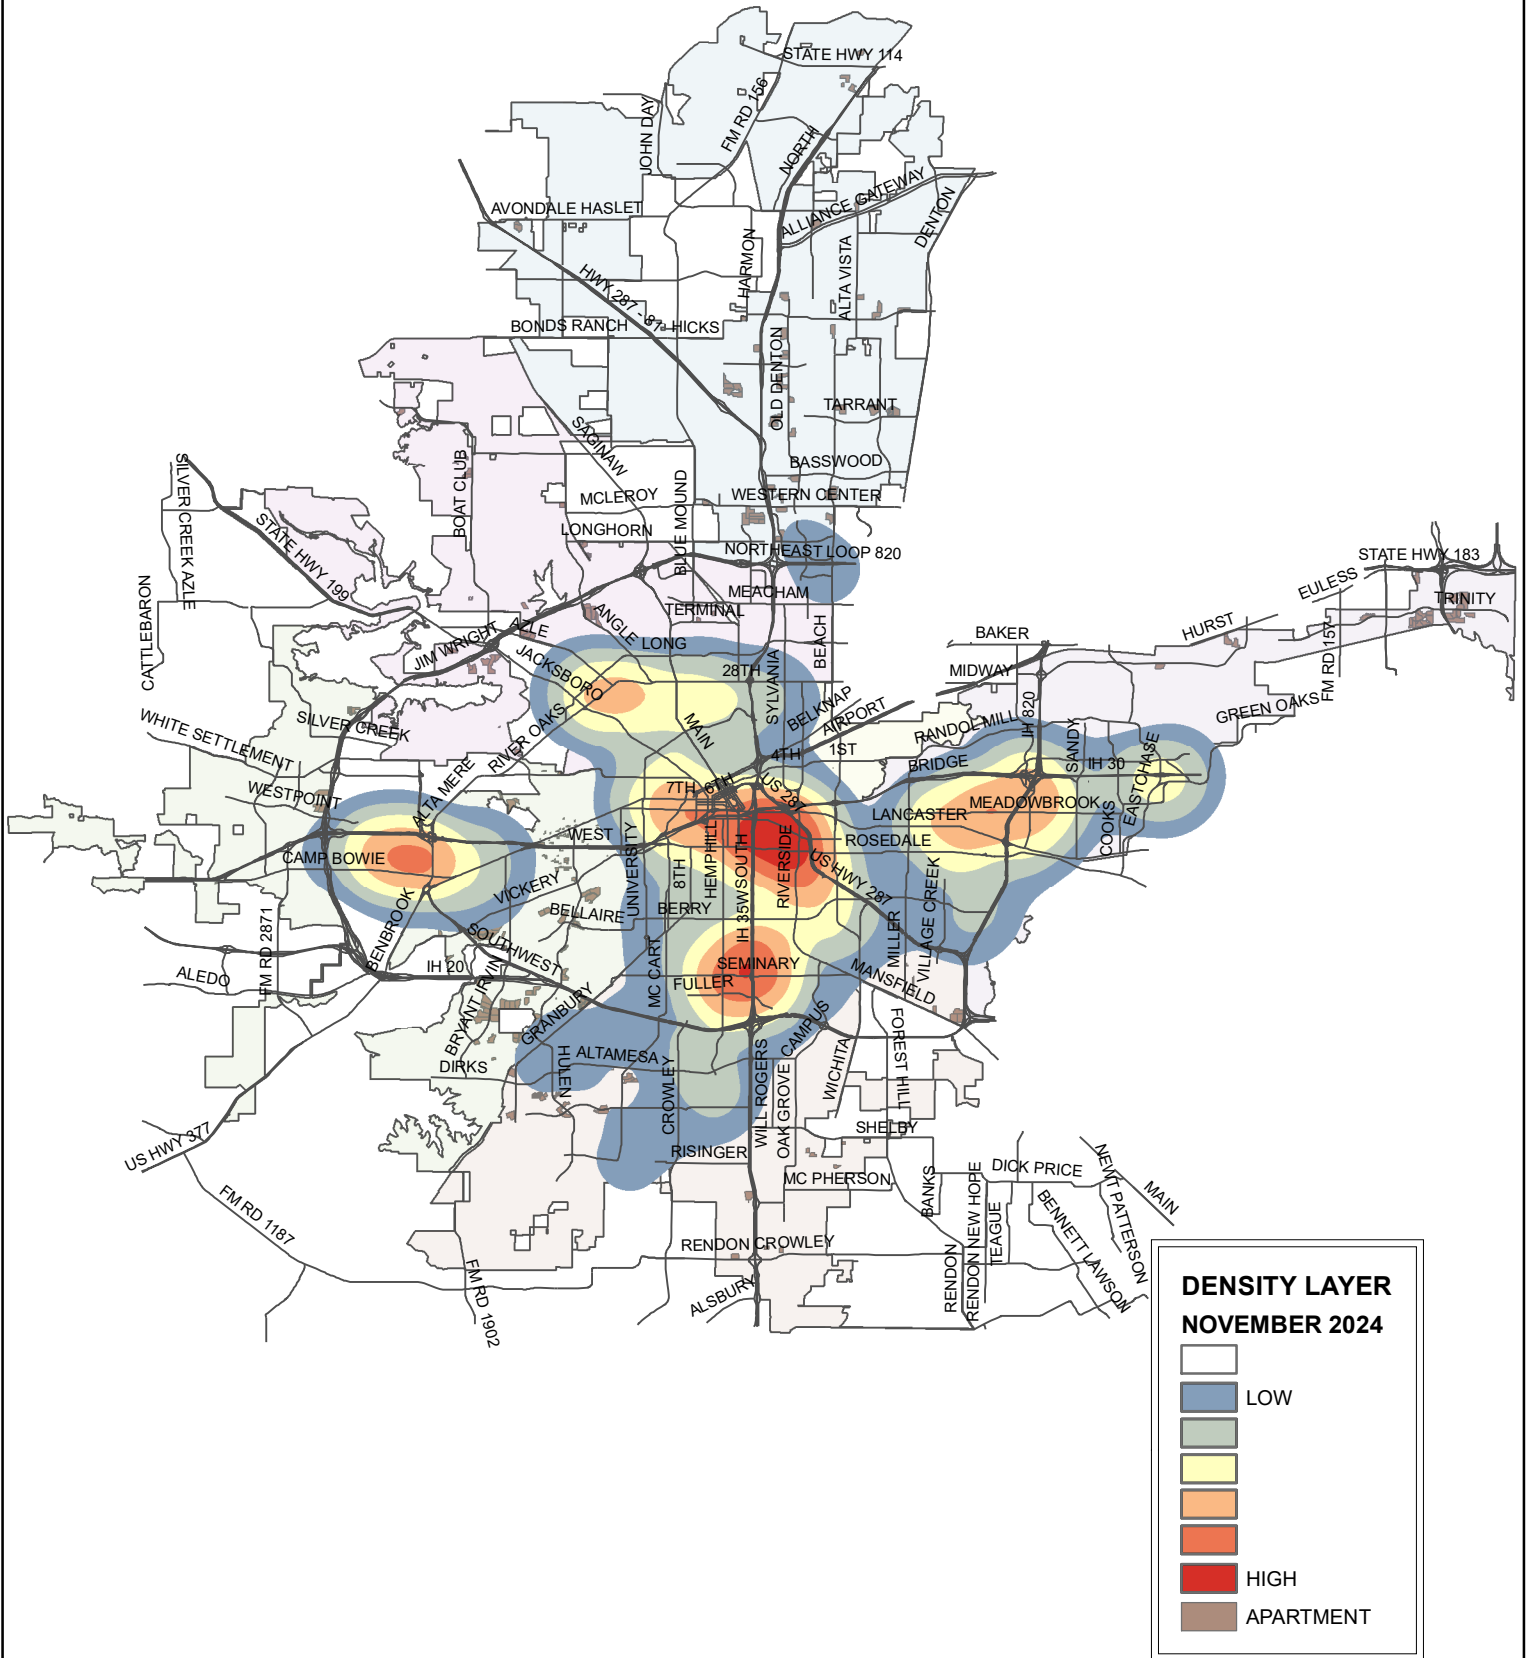 STATE HWY 114
FM RD 156
JOHN DAY
NORTH
ALLIANCE GATEWAY
AVONDALE HASLET
DENTON
HARMON
ALTA VISTA
HWY 287 - 81
BONDS RANCH
HICKS
OLD DENTON
TARRANT
SAGINAW
BASSWOOD
BOAT CLUB
SILVER CREEK AZLE
MCLEROY
BLUE MOUND
WESTERN CENTER
STATE HWY 199
LONGHORN
NORTHEAST LOOP 820
STATE HWY 183
EULESS
CATTLEBARON
MEACHAM
TERMINAL
TRINITY
ANGLE
AZLE
JIM WRIGHT
LONG
BEACH
HURST
BAKER
FM RD 157
JACKSBORO
28TH
MIDWAY
SYLVANIA
BELKNAP
AIRPORT
IH 820
GREEN OAKS
WHITE SETTLEMENT
SILVER CREEK
RIVER OAKS
MAIN
RANDOL MILL
SANDY
4TH
1ST
BRIDGE
IH 30
EASTCHASE
WESTPOINT
ALTA MERE
7TH
6TH
US 287
LANCASTER
MEADOWBROOK
COOKS
WEST
ROSEDALE
CAMP BOWIE
UNIVERSITY
8TH
HEMPHILL
IH 35WSOUTH
RIVERSIDE
US HWY 287
VICKERY
BELLAIRE
BERRY
MILLER
VILLAGE CREEK
BENBROOK
SOUTHWEST
FM RD 2871
ALEDO
IH 20
MC CART
SEMINARY
FULLER
MANSFIELD
BRYANT IRVIN
GRANBURY
CAMPUS
FOREST HILL
DIRKS
HULEN
ALTAMESA
CROWLEY
WILL ROGERS
OAK GROVE
WICHITA
US HWY 377
RISINGER
SHELBY
MC PHERSON
BANKS
RENDON NEW HOPE
DICK PRICE
NEWT PATTERSON
MAIN
FM RD 1187
TEAGUE
BENNETT LAWSON
RENDON CROWLEY
RENDON
FM RD 1902
ALSBURY
DENSITY LAYER
NOVEMBER 2024
LOW
HIGH
APARTMENT